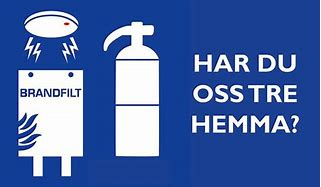 BRANDFILT
HAR DU
OSS TRE
HEMMA?